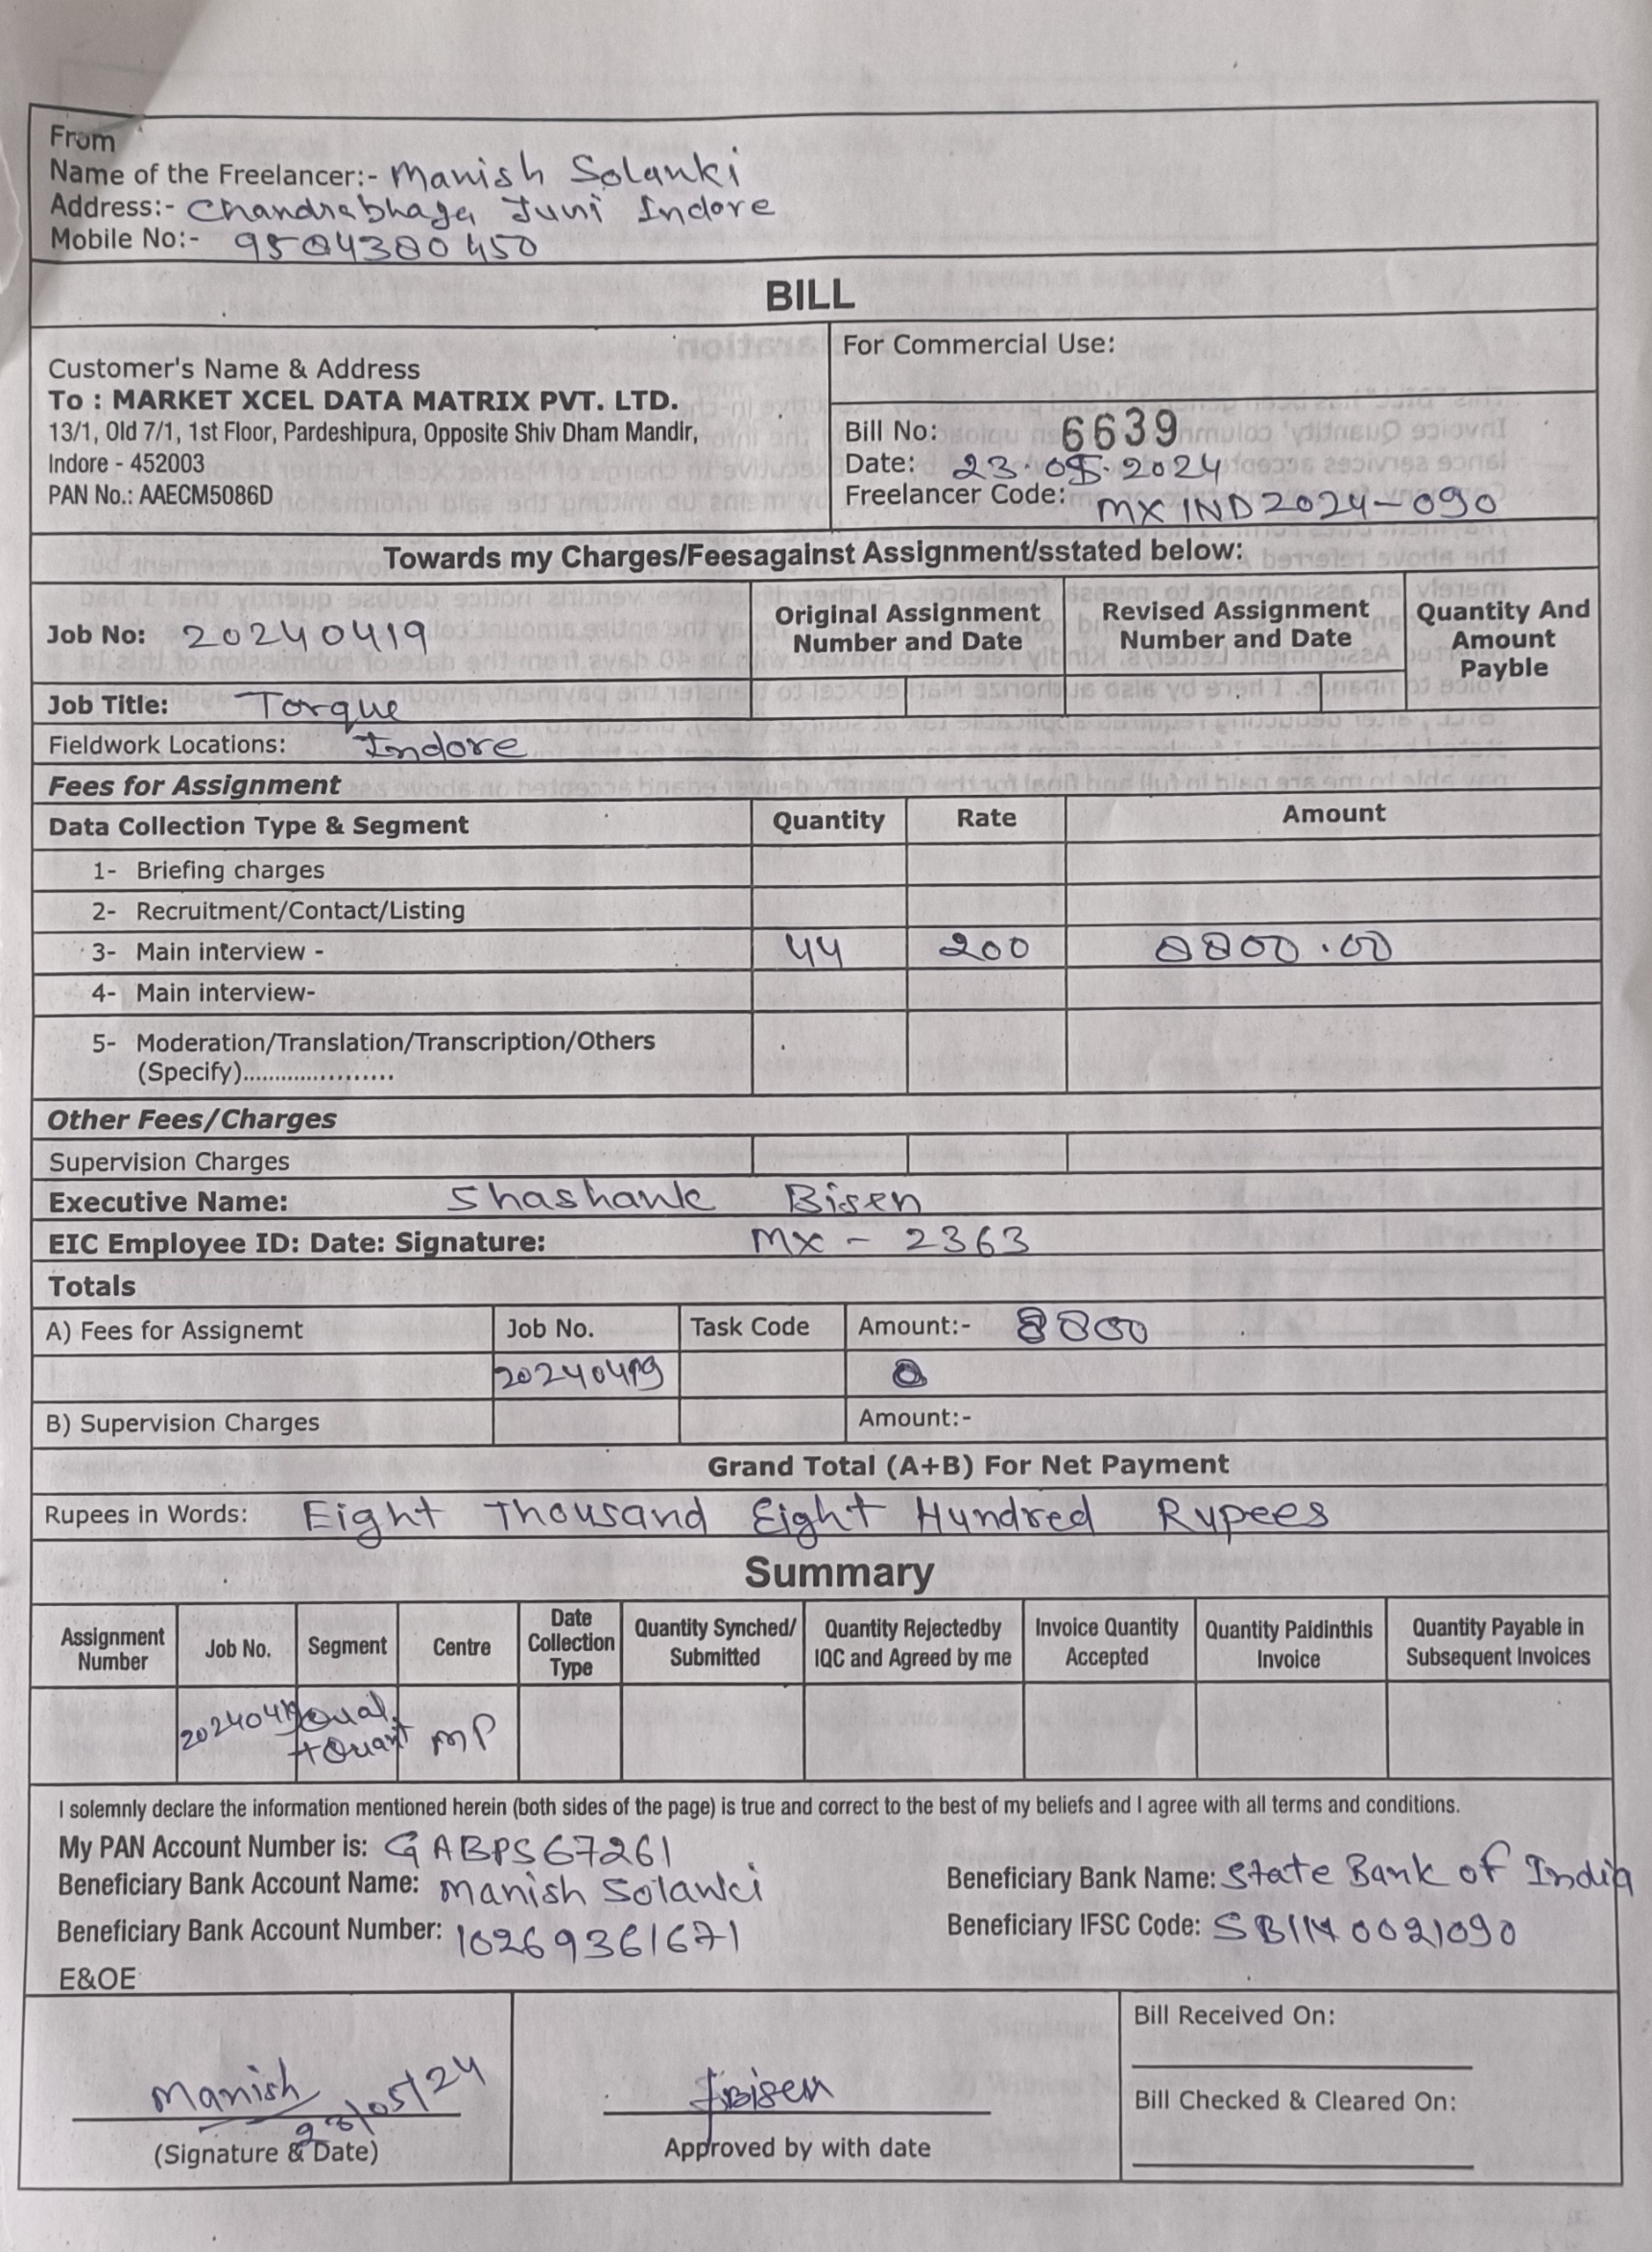 From
Name of the Freelancer:- Manish Solanki
Address:- Chandrabhaga Juni Indore
Mobile No:- 9504300450
BILL
Customer's Name & Address
To : MARKET XCEL DATA MATRIX PVT. LTD.
13/1, Old 7/1, 1st Floor, Pardeshipura, Opposite Shiv Dham Mandir,
Indore - 452003
PAN No.: AAECM5086D
For Commercial Use:
Bill No: 6639
Date: 23.05.2024
Freelancer Code: MXIND2024-090
Towards my Charges/Feesagainst Assignment/sstated below:
Job No: 20240419
Original Assignment Number and Date
Revised Assignment Number and Date
Quantity And Amount Payble
Job Title: Torque
Fieldwork Locations: Indore
Fees for Assignment
Data Collection Type & Segment Quantity Rate Amount
1- Briefing charges
2- Recruitment/Contact/Listing
3- Main interview - 44 200 8800.00
4- Main interview-
5- Moderation/Translation/Transcription/Others
(Specify)....................
Other Fees/Charges
Supervision Charges
Executive Name: Shashank Bisen
EIC Employee ID: Date: Signature: MX - 2363
Totals
A) Fees for Assignemt Job No. Task Code Amount:- 8800
20240419
B) Supervision Charges Amount:-
Grand Total (A+B) For Net Payment
Rupees in Words: Eight Thousand Eight Hundred Rupees
Summary
Assignment Number
Job No.
Segment
Centre
Date Collection Type
Quantity Synched/ Submitted
Quantity Rejectedby IQC and Agreed by me
Invoice Quantity Accepted
Quantity Paidinthis Invoice
Quantity Payable in Subsequent Invoices
20240419 Qual. +Quant MP
I solemnly declare the information mentioned herein (both sides of the page) is true and correct to the best of my beliefs and I agree with all terms and conditions.
My PAN Account Number is: GABPS6726I
Beneficiary Bank Account Name: Manish Solanki
Beneficiary Bank Name: State Bank of India
Beneficiary Bank Account Number: 10269361671
Beneficiary IFSC Code: 
E&OE
Manish 23/05/24
(Signature & Date)
Bisen
Approved by with date
Bill Received On:
Bill Checked & Cleared On: